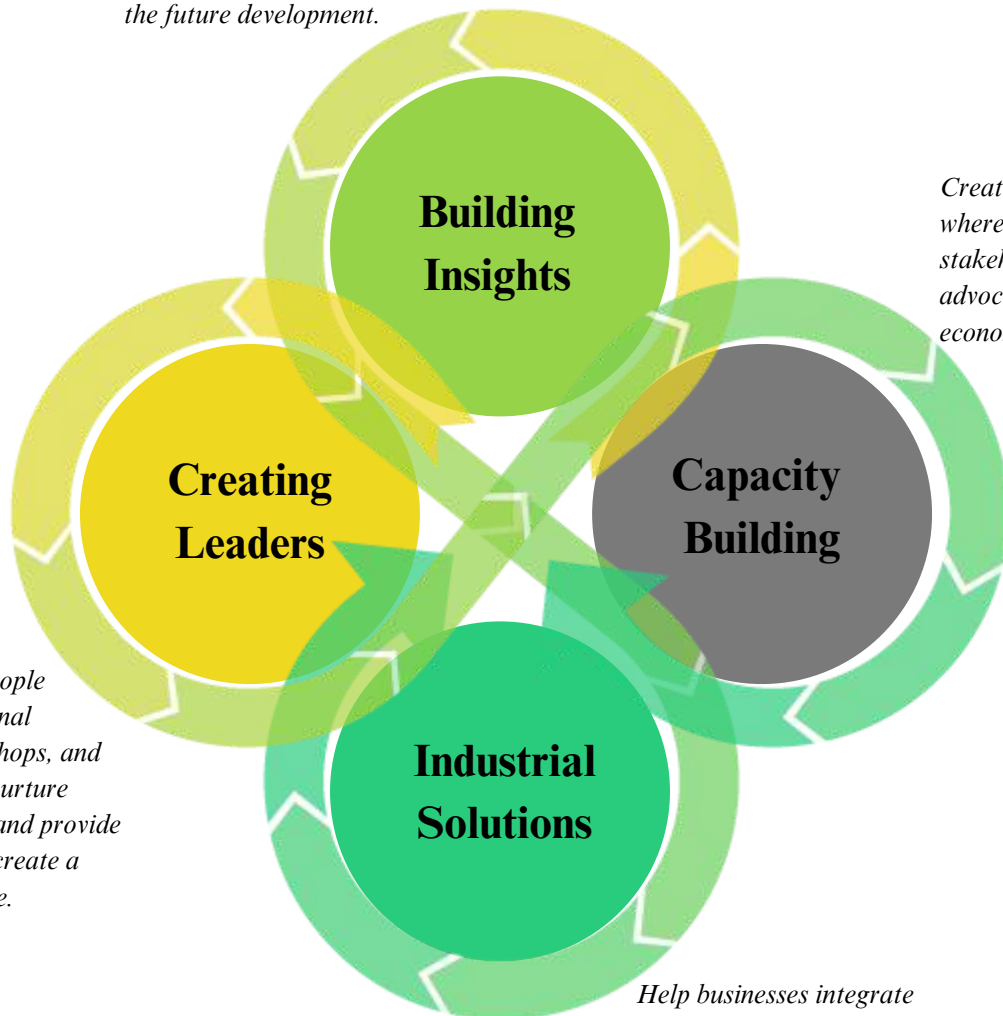 the future development.
Building
Insights
Creat
where
stakeh
advoc
econo
Creating
Leaders
Capacity
Building
ople
nal
hops, and
urture
and provide
create a
e.
Industrial
Solutions
Help businesses integrate